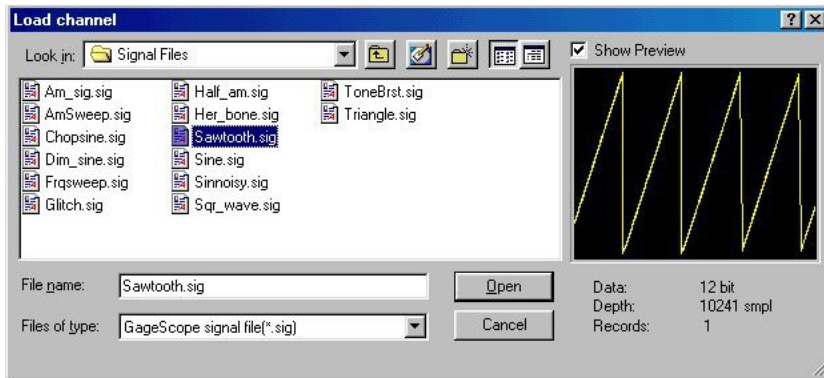 Load channel
Look in: Signal Files
Show Preview
Am_sig.sig
AmSweep.sig
Chopsine.sig
Dim_sine.sig
Frqsweep.sig
Glitch.sig
Half_am.sig
Her_bone.sig
Sawtooth.sig
Sine.sig
Sinnoisy.sig
Sqr_wave.sig
ToneBrst.sig
Triangle.sig
File name: Sawtooth.sig
Open
Files of type: GageScope signal file(*.sig)
Cancel
Data: 12 bit
Depth: 10241 smpl
Records: 1